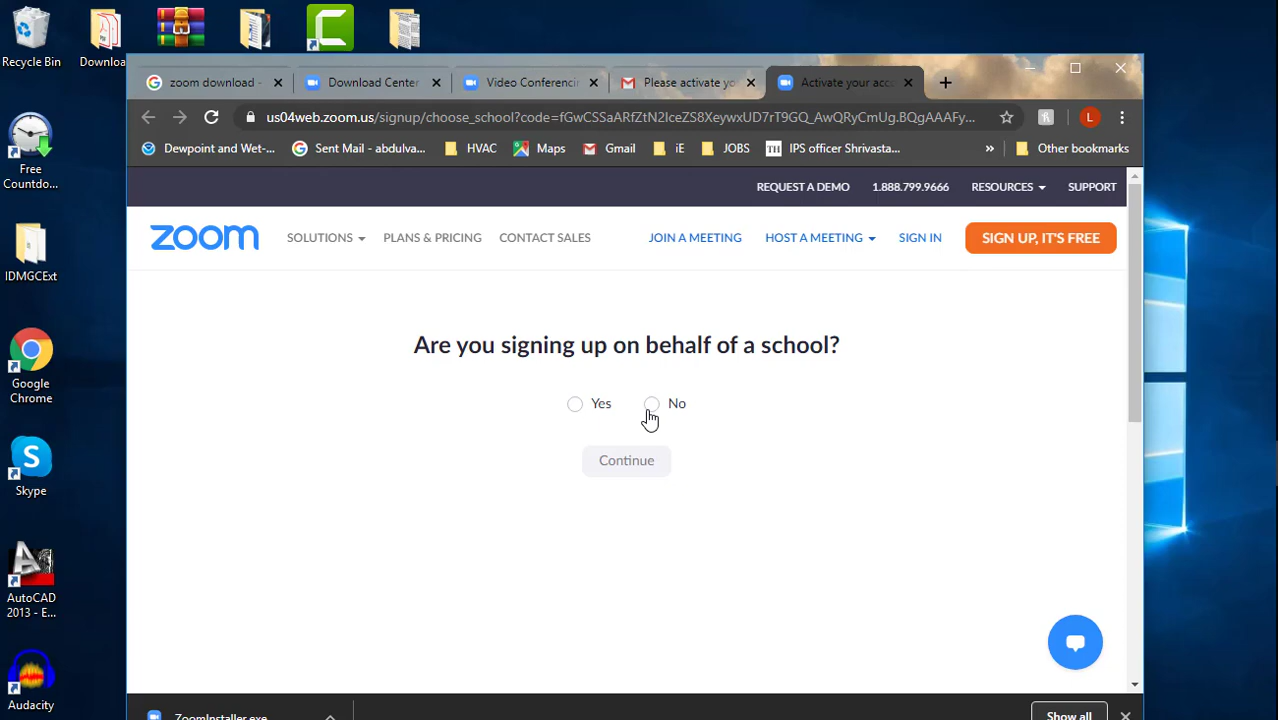 Recycle Bin
Downloa
zoom download -
Download Center
Video Conferencin
Please activate yo
Activate your acc
us04web.zoom.us/signup/choose_school?code=fGwCSSaARfZtN2IceZS8XeywxUD7rT9GQ_AwQRyCmUg.BQgAAAFy...
L
Dewpoint and Wet-...
Sent Mail - abdulva...
HVAC
Maps
Gmail
iE
JOBS
TH
IPS officer Shrivasta...
»
Other bookmarks
REQUEST A DEMO
1.888.799.9666
RESOURCES
SUPPORT
zoom
SOLUTIONS
PLANS & PRICING
CONTACT SALES
JOIN A MEETING
HOST A MEETING
SIGN IN
SIGN UP, IT'S FREE
Are you signing up on behalf of a school?
Yes
No
Continue
Free
Countdo...
IDMGCExt
Google
Chrome
Skype
AutoCAD
2013 - E...
Audacity
ZoomInstaller.exe
Show all